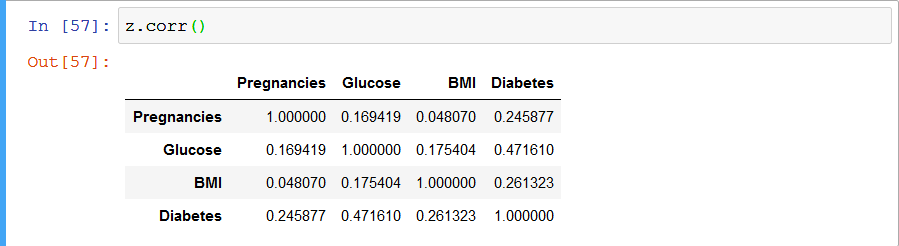 In [57]: z.corr()
Out[57]:
Pregnancies Glucose BMI Diabetes
Pregnancies 1.000000 0.169419 0.048070 0.245877
Glucose 0.169419 1.000000 0.175404 0.471610
BMI 0.048070 0.175404 1.000000 0.261323
Diabetes 0.245877 0.471610 0.261323 1.000000